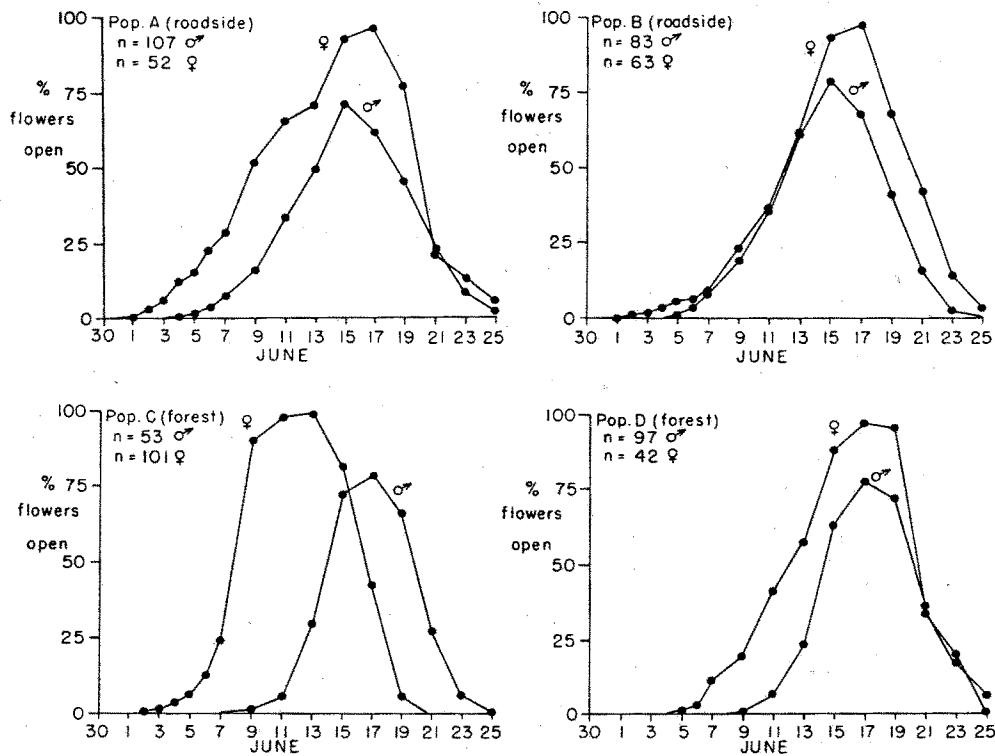 Pop. A (roadside)
n = 107 ♂
n = 52 ♀
% flowers open
100
75
50
25
0
♀
♂
30 1 3 5 7 9 11 13 15 17 19 21 23 25
JUNE
Pop. B (roadside)
n = 83 ♂
n = 63 ♀
% flowers open
100
75
50
25
0
♀
♂
30 1 3 5 7 9 11 13 15 17 19 21 23 25
JUNE
Pop. C (forest)
n = 53 ♂
n = 101 ♀
% flowers open
100
75
50
25
0
♀
♂
30 1 3 5 7 9 11 13 15 17 19 21 23 25
JUNE
Pop. D (forest)
n = 97 ♂
n = 42 ♀
% flowers open
100
75
50
25
0
♀
♂
30 1 3 5 7 9 11 13 15 17 19 21 23 25
JUNE